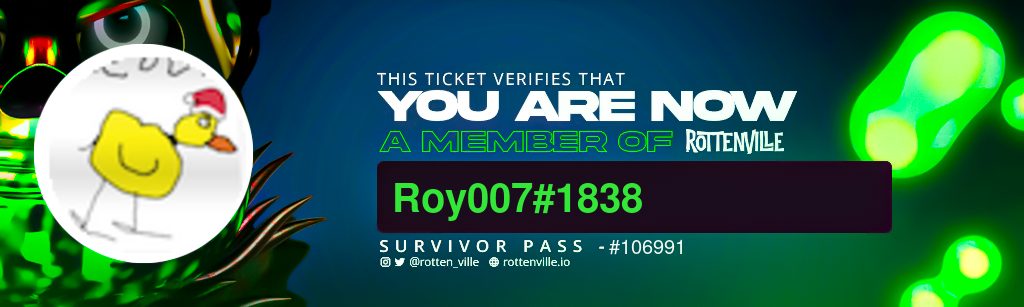 THIS TICKET VERIFIES THAT
YOU ARE NOW
A MEMBER OF ROTTENVILLE
Roy007#1838
SURVIVOR PASS - #106991
@rotten_ville rottenville.io